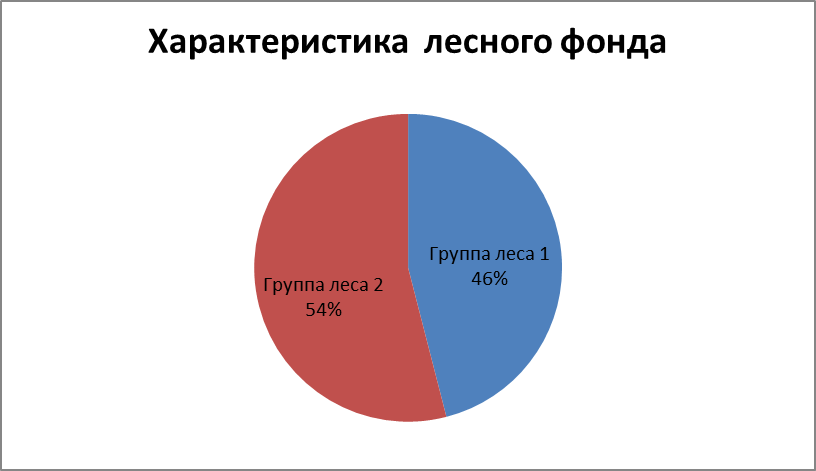 Характеристика лесного фонда
Группа леса 1
46%
Группа леса 2
54%